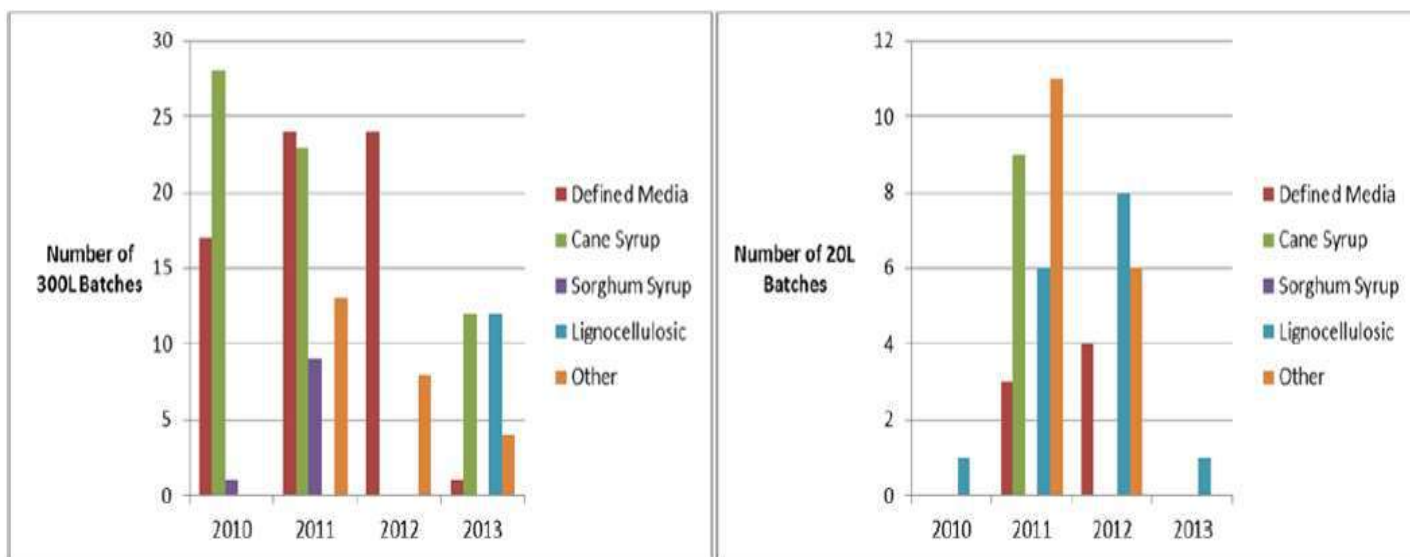 30
25
20
15
10
5
0
Number of
300L Batches
2010 2011 2012 2013
Defined Media
Cane Syrup
Sorghum Syrup
Lignocellulosic
Other
12
10
8
6
4
2
0
Number of 20L
Batches
2010 2011 2012 2013
Defined Media
Cane Syrup
Sorghum Syrup
Lignocellulosic
Other